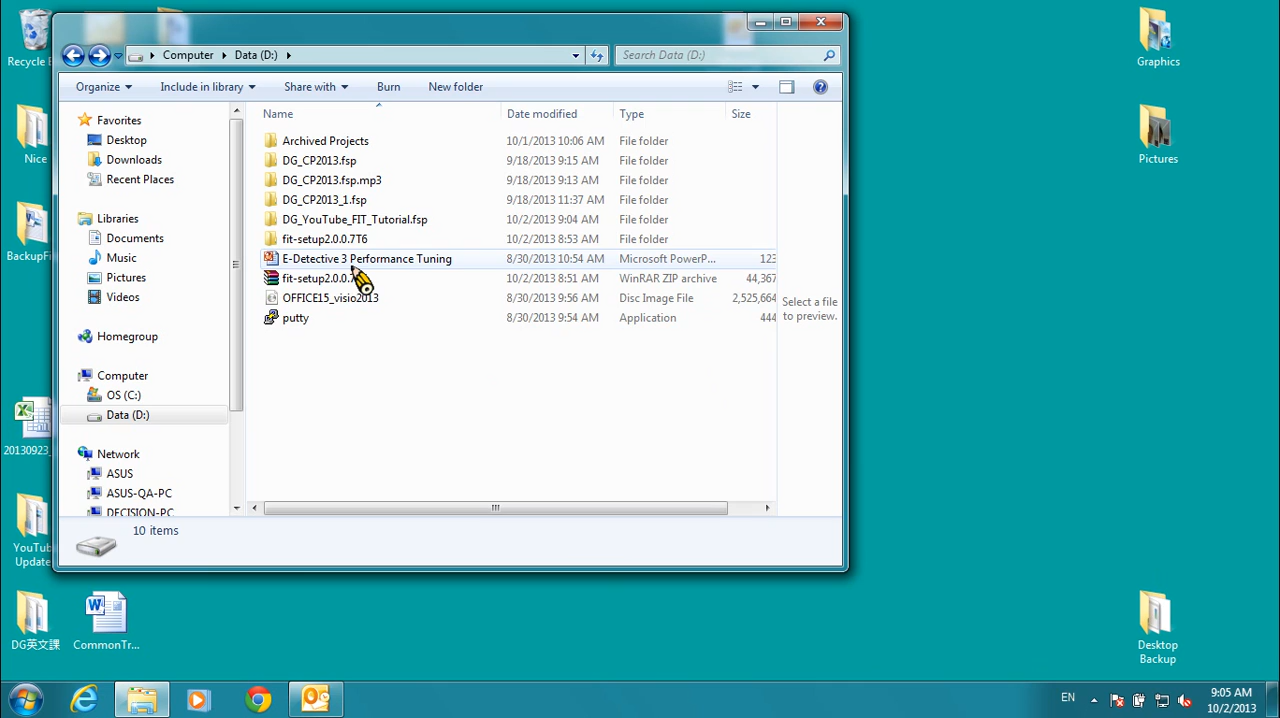 Recycle
Graphics
Computer
Data (D:)
Search Data (D:)
Organize
Include in library
Share with
Burn
New folder
Nice
Pictures
Favorites
Desktop
Downloads
Recent Places
Libraries
Documents
Music
Pictures
Videos
Homegroup
Computer
OS (C:)
Data (D:)
Network
ASUS
ASUS-QA-PC
DECISION-PC
Name Date modified Type Size
Archived Projects 10/1/2013 10:06 AM File folder
DG_CP2013.fsp 9/18/2013 9:15 AM File folder
DG_CP2013.fsp.mp3 9/18/2013 9:13 AM File folder
DG_CP2013_1.fsp 9/18/2013 11:37 AM File folder
DG_YouTube_FIT_Tutorial.fsp 10/2/2013 9:04 AM File folder
fit-setup2.0.0.7T6 10/2/2013 8:53 AM File folder
E-Detective 3 Performance Tuning 8/30/2013 10:54 AM Microsoft PowerP... 123
fit-setup2.0.0. 10/2/2013 8:51 AM WinRAR ZIP archive 44,367
OFFICE15_visio2013 8/30/2013 9:56 AM Disc Image File 2,525,664
putty 8/30/2013 9:54 AM Application 444
Select a file
to preview.
10 items
BackupFi
20130923_
YouTu
Update
DG英文課
CommonTr...
Desktop
Backup
EN
9:05 AM
10/2/2013